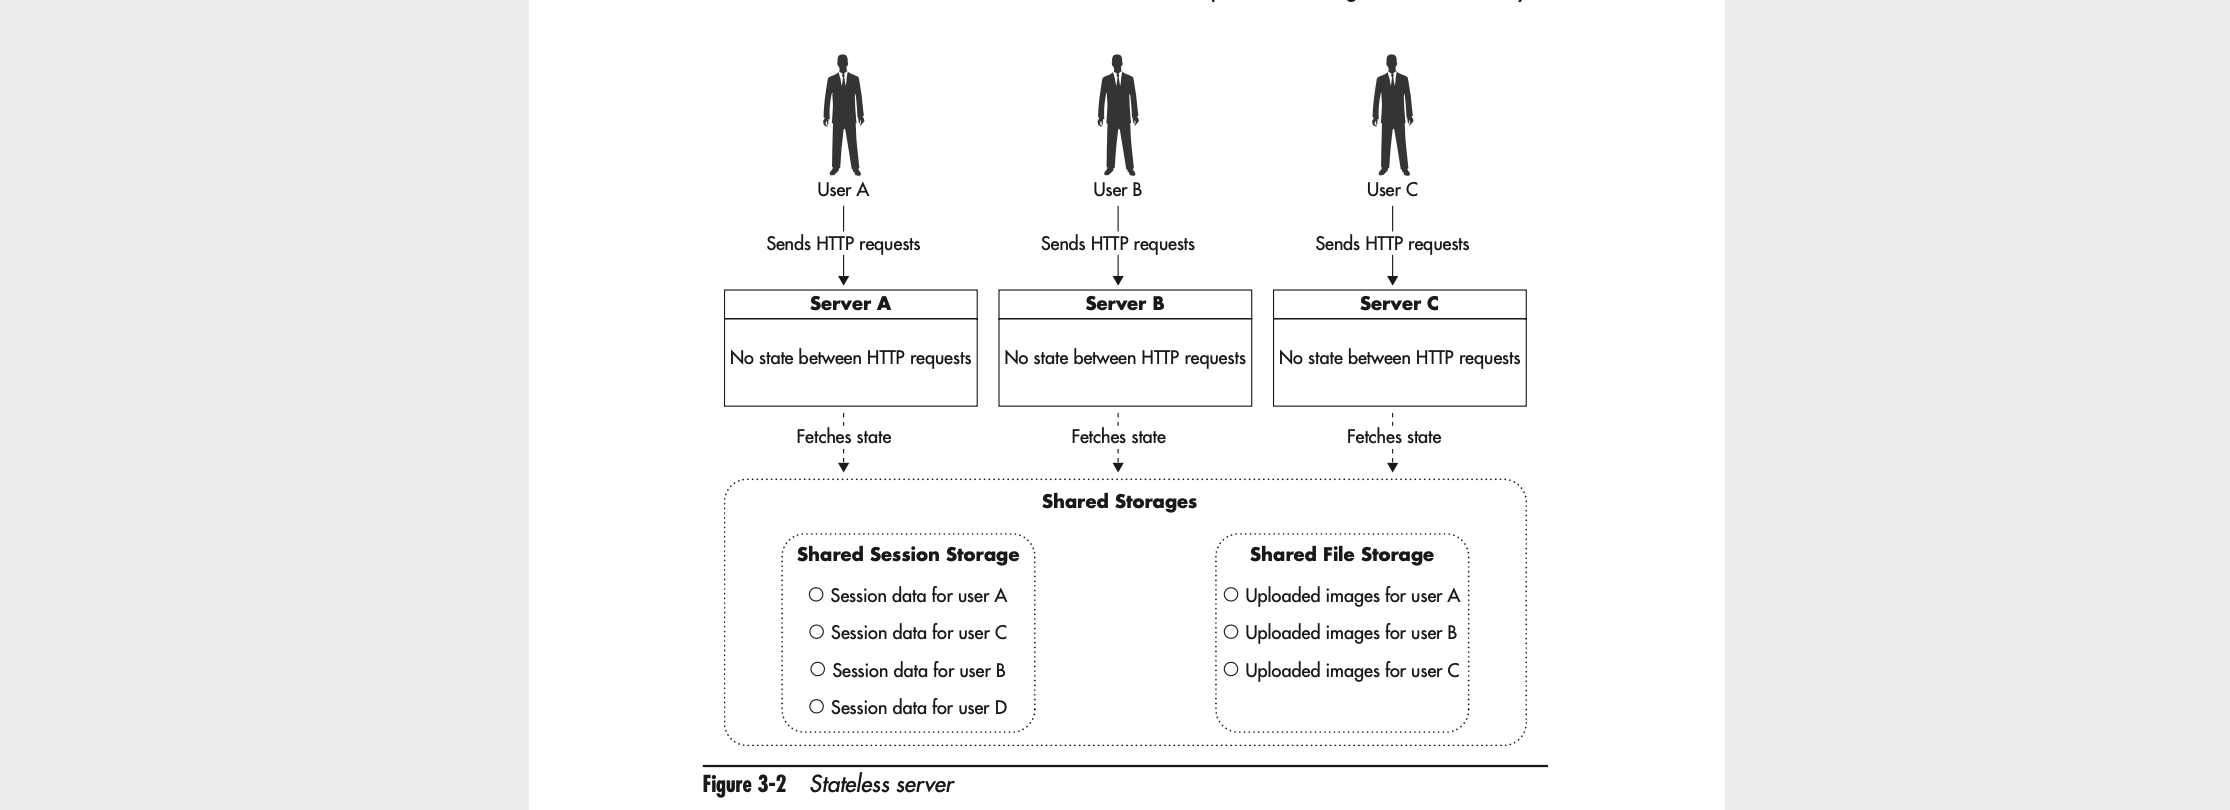 User A
User B
User C
Sends HTTP requests
Sends HTTP requests
Sends HTTP requests
Server A
Server B
Server C
No state between HTTP requests
No state between HTTP requests
No state between HTTP requests
Fetches state
Fetches state
Fetches state
Shared Storages
Shared Session Storage
Session data for user A
Session data for user C
Session data for user B
Session data for user D
Shared File Storage
Uploaded images for user A
Uploaded images for user B
Uploaded images for user C
Figure 3-2 Stateless server